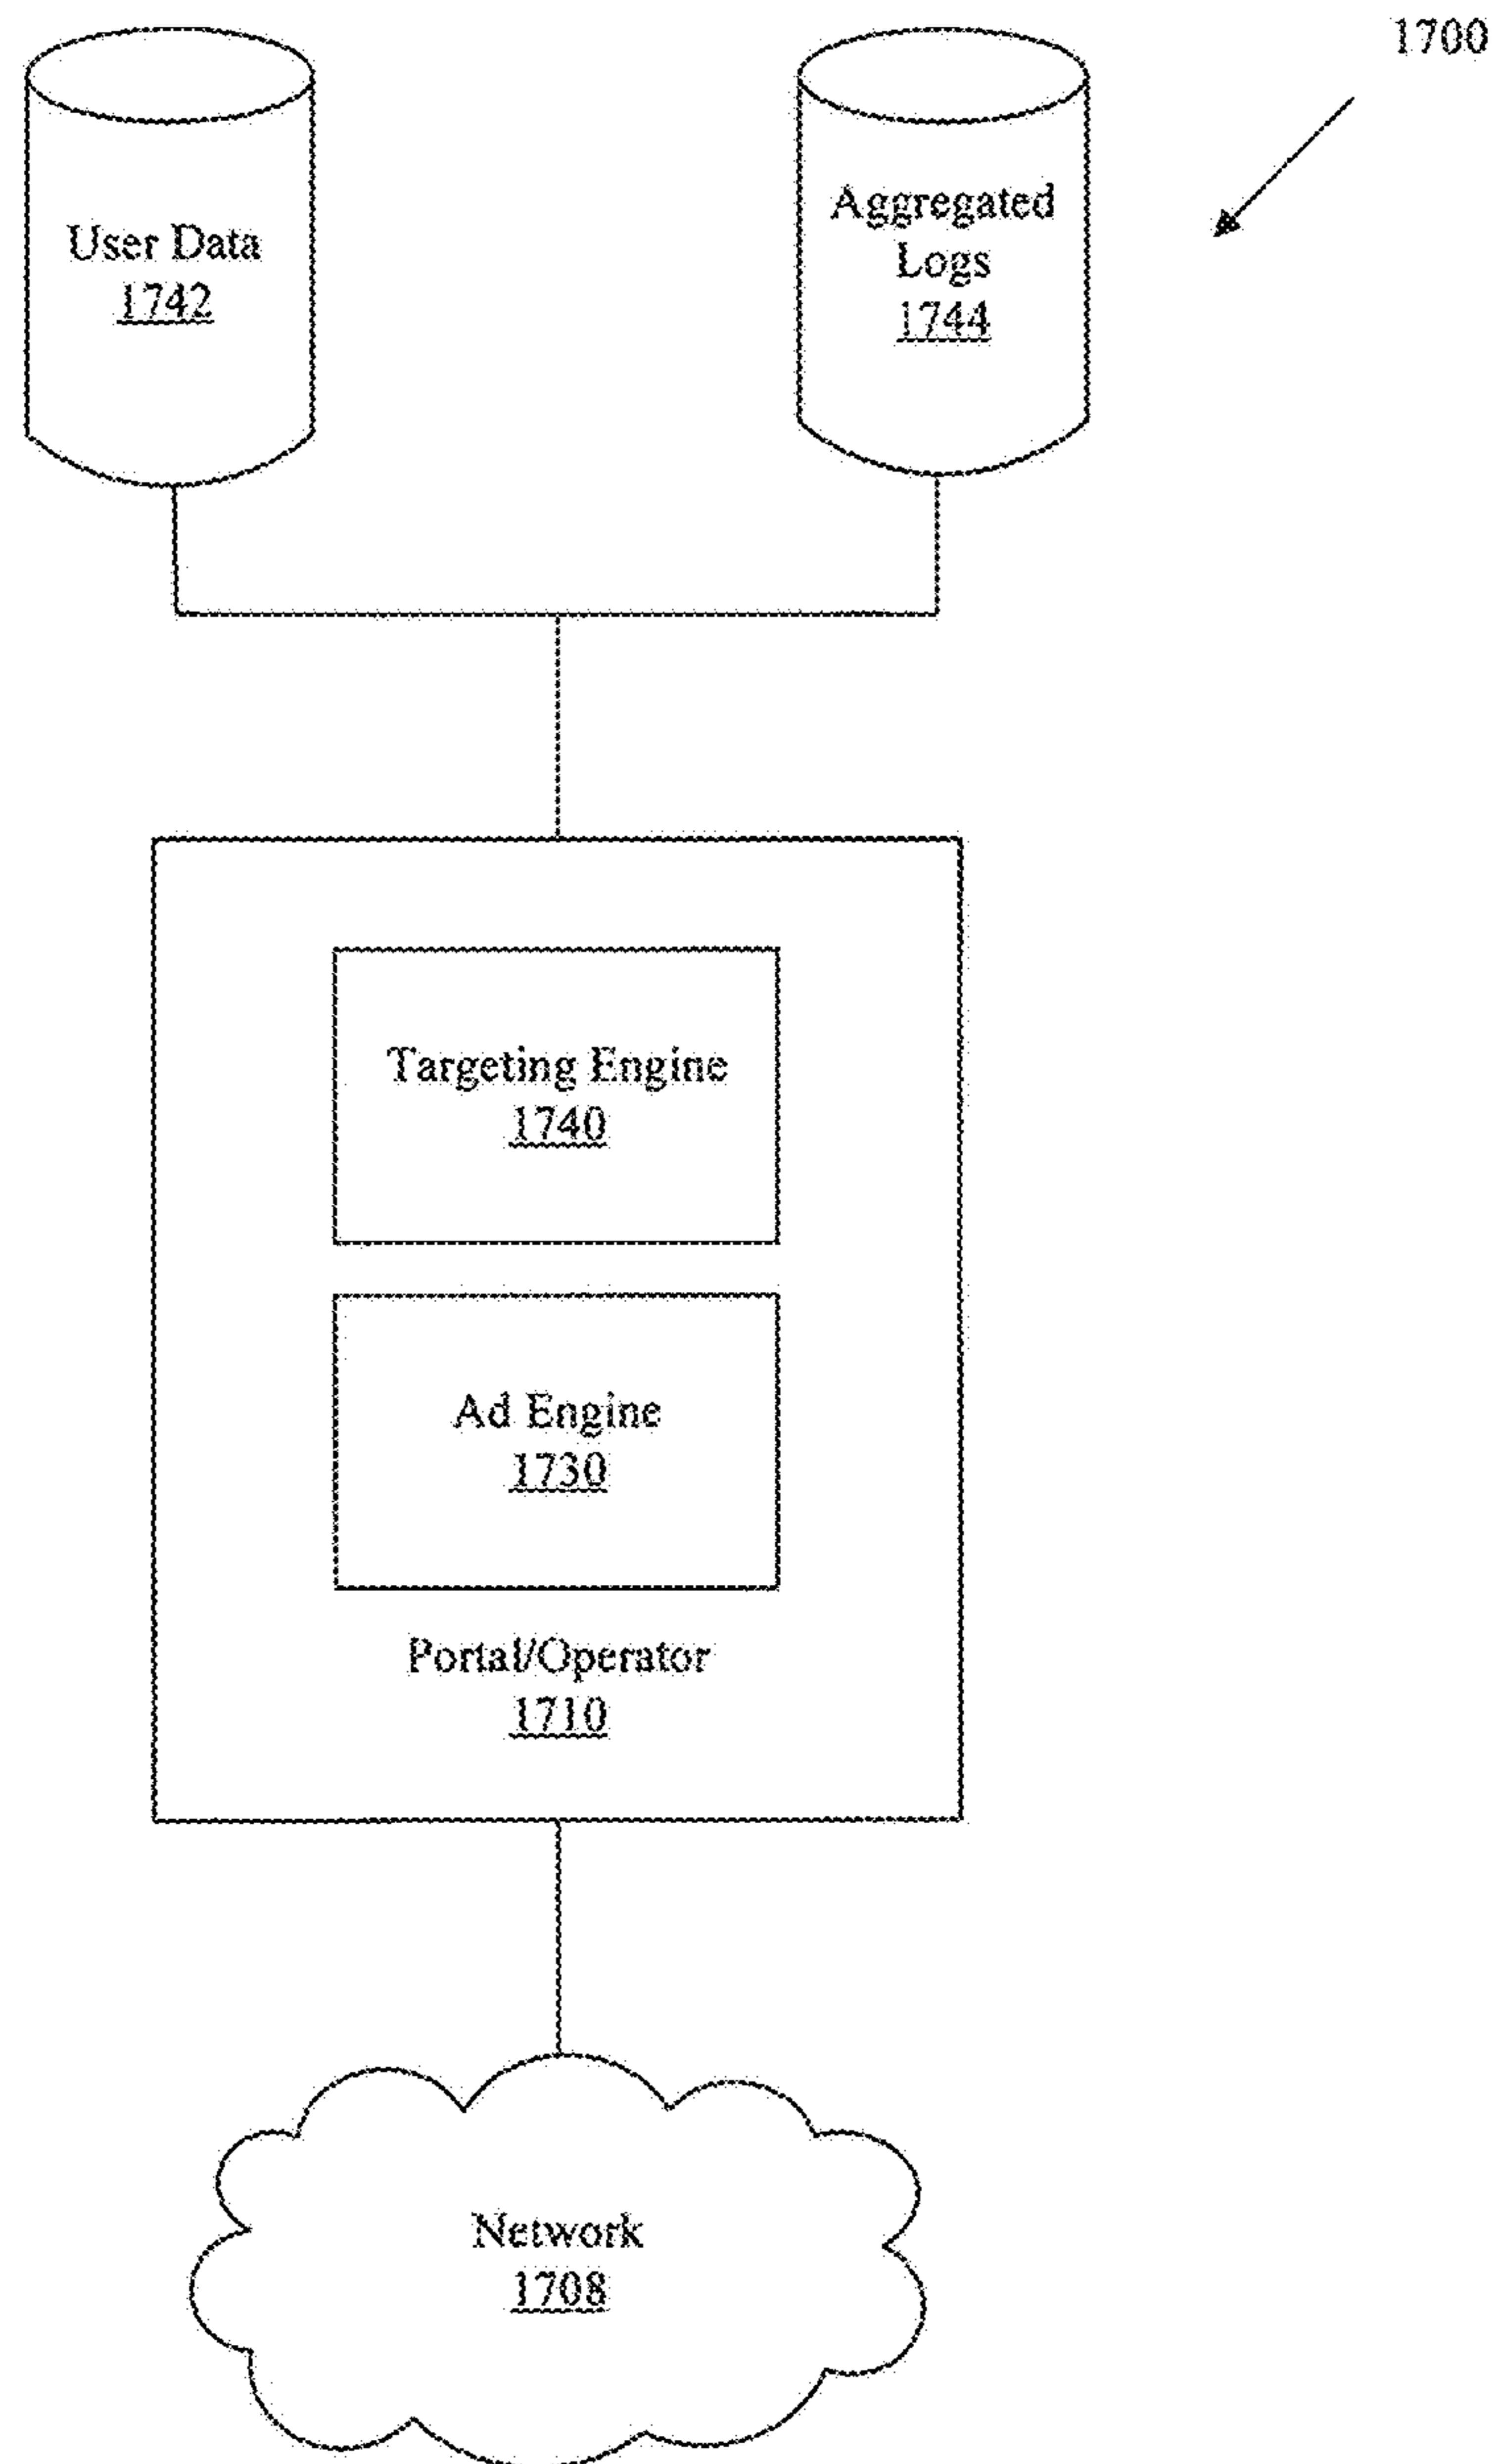 1700
User Data
1742
Aggregated
Logs
1744
Targeting Engine
1740
Ad Engine
1730
Portal/Operator
1710
Network
1708